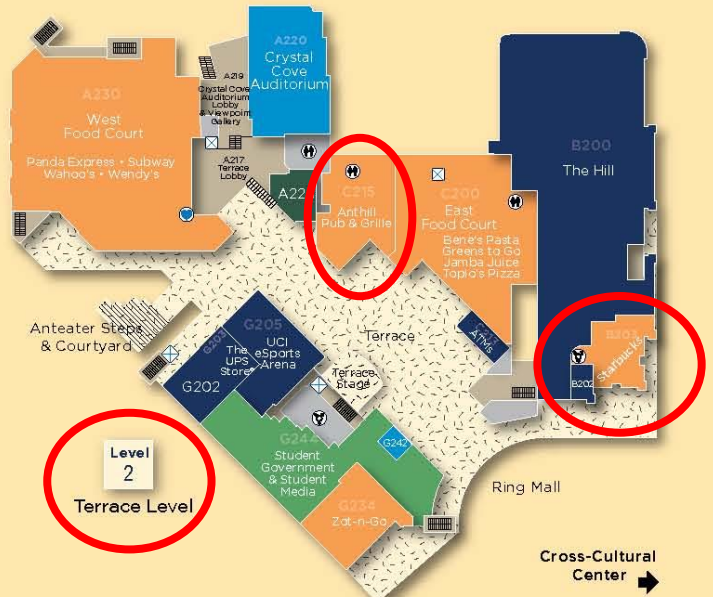 A230
West
Food Court
Panda Express • Subway
Wahoo's • Wendy's
A220
Crystal
Cove
Auditorium
A219
Crystal Cove
Auditorium
Lobby
& Viewpoint
Gallery
A217
Terrace
Lobby
C215
Anthill
Pub & Grille
C200
East
Food Court
Bene's Pasta
Greens to Go
Jamba Juice
Topio's Pizza
B200
The Hill
ATMs
B203
Starbucks
B202
Anteater Steps
& Courtyard
Terrace
G203
The
UPS
Store
G205
UCI
eSports
Arena
G202
Terrace
Stage
G244
Student
Government
& Student
Media
G242
G234
Zot-n-Go
Level
2
Terrace Level
Ring Mall
Cross-Cultural
Center